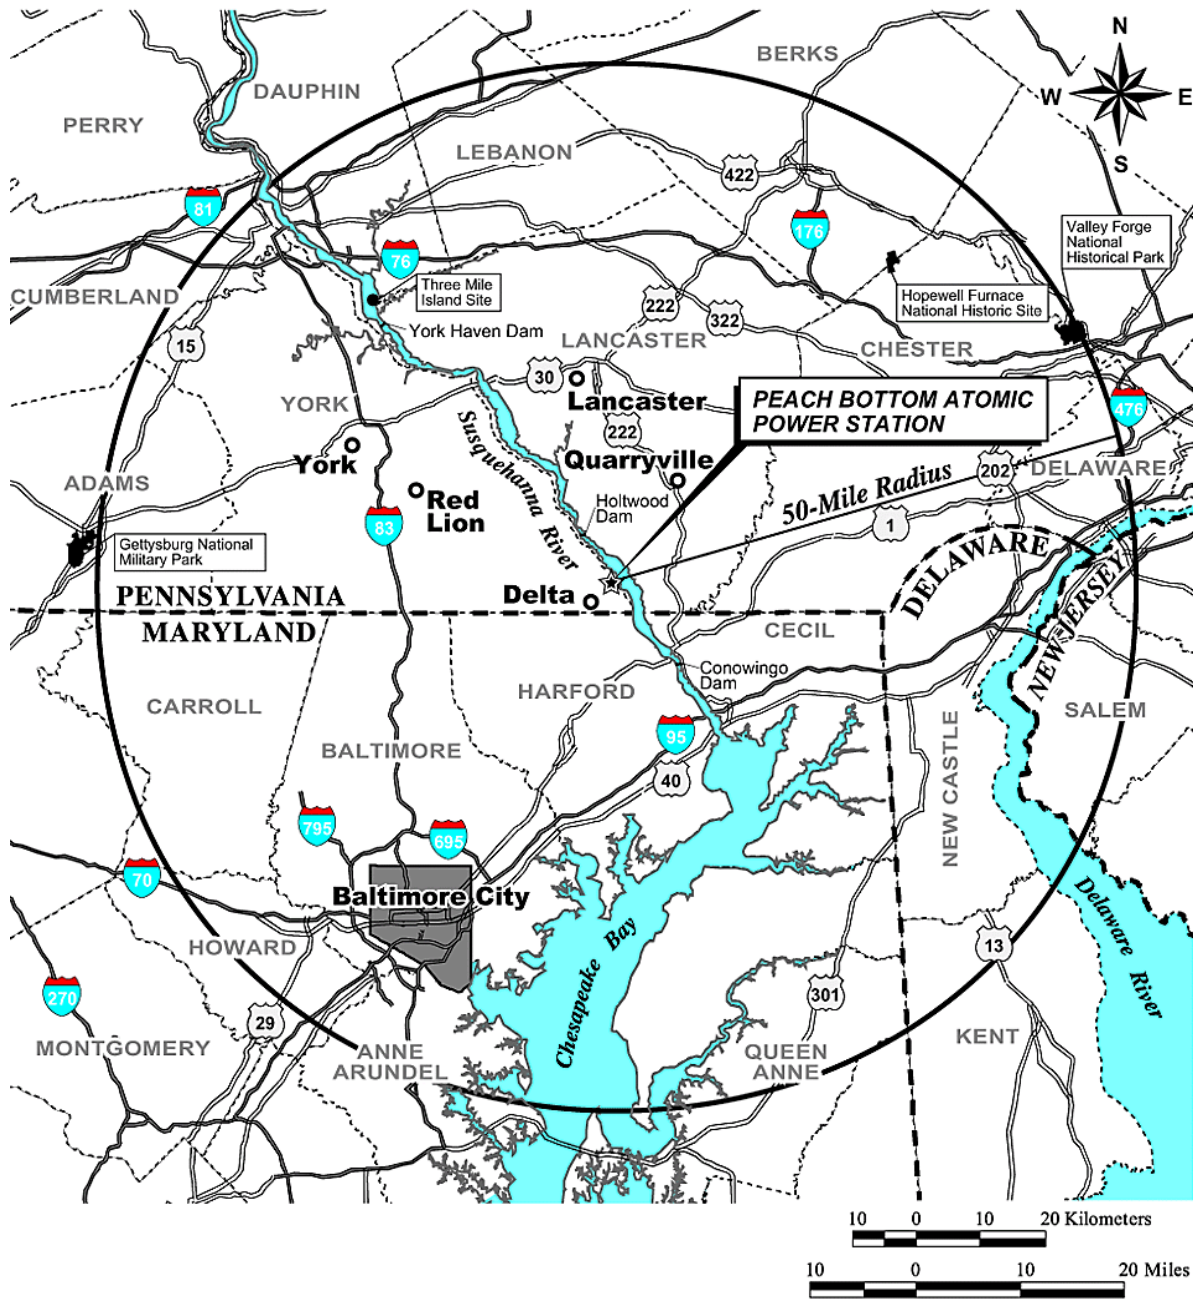 N
W E
S
BERKS
DAUPHIN
PERRY
LEBANON
422
81
176
Valley Forge
National
Historical Park
76
Three Mile
Island Site
CUMBERLAND
Hopewell Furnace
National Historic Site
222
322
York Haven Dam
LANCASTER
CHESTER
15
30
PEACH BOTTOM ATOMIC
POWER STATION
Lancaster
YORK
476
Susquehanna River
222
York
Quarryville
202
DELAWARE
ADAMS
50-Mile Radius
Red
Lion
Holtwood
Dam
83
1
Gettysburg National
Military Park
DELAWARE
NEW JERSEY
PENNSYLVANIA
Delta
MARYLAND
CECIL
Conowingo
Dam
HARFORD
CARROLL
SALEM
95
BALTIMORE
40
NEW CASTLE
795
695
70
Baltimore City
Delaware River
Chesapeake Bay
HOWARD
13
270
301
29
KENT
MONTGOMERY
ANNE
ARUNDEL
QUEEN
ANNE
10 0 10 20 Kilometers
10 0 10 20 Miles